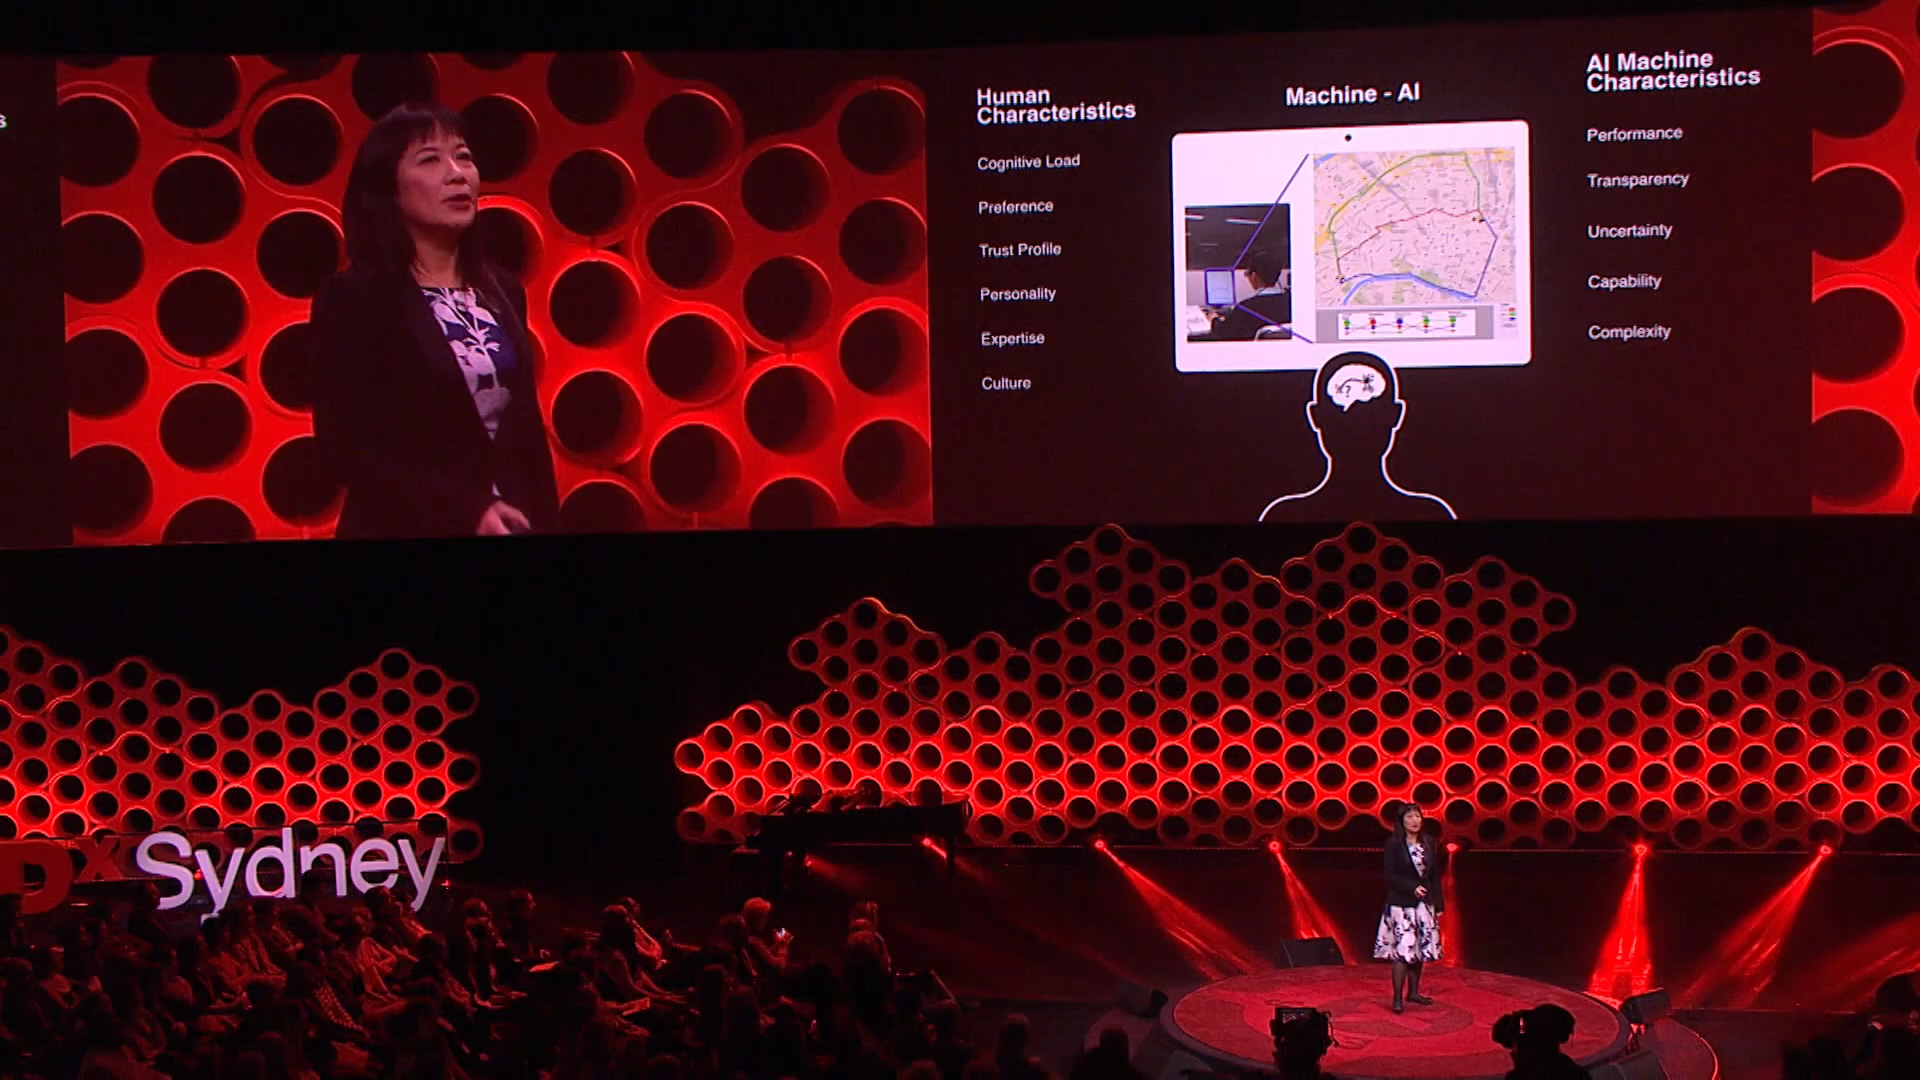 s
Human
Characteristics
Cognitive Load
Preference
Trust Profile
Personality
Expertise
Culture
Machine - AI
?
AI Machine
Characteristics
Performance
Transparency
Uncertainty
Capability
Complexity
Dx Sydney